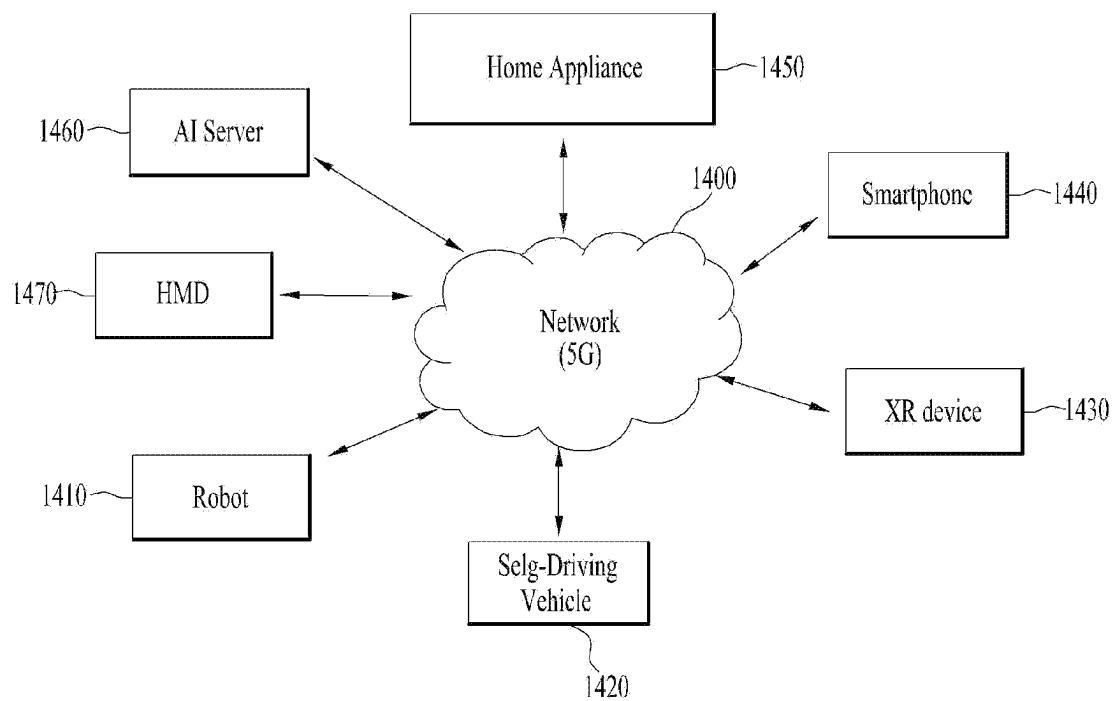 Home Appliance
1450
1460
AI Server
1400
Smartphone
1440
1470
HMD
Network
(5G)
XR device
1430
1410
Robot
Selg-Driving
Vehicle
1420